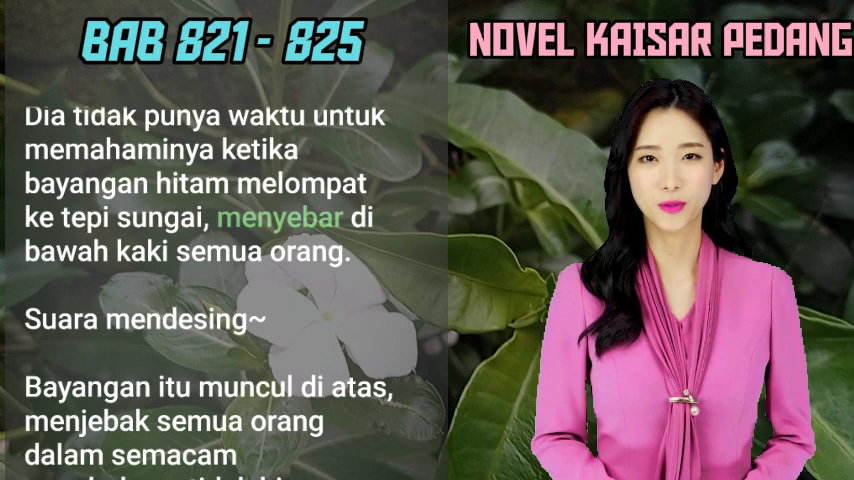 BAB 821 - 825
NOVEL KAISAR PEDANG
Dia tidak punya waktu untuk
memahaminya ketika
bayangan hitam melompat
ke tepi sungai, menyebar di
bawah kaki semua orang.
Suara mendesing~
Bayangan itu muncul di atas,
menjebak semua orang
dalam semacam